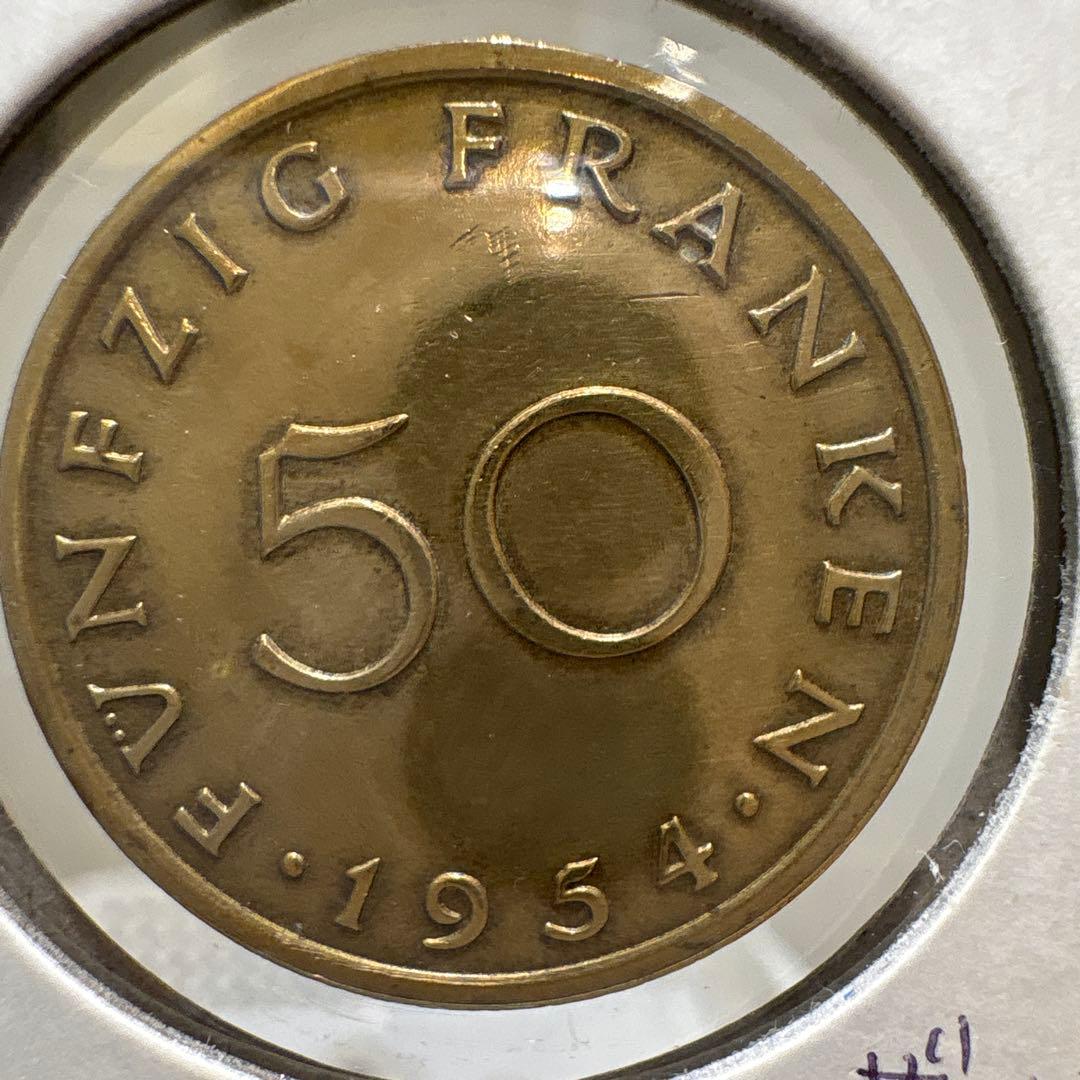 FÜNFZIG FRANKEN
50
· 1954 ·